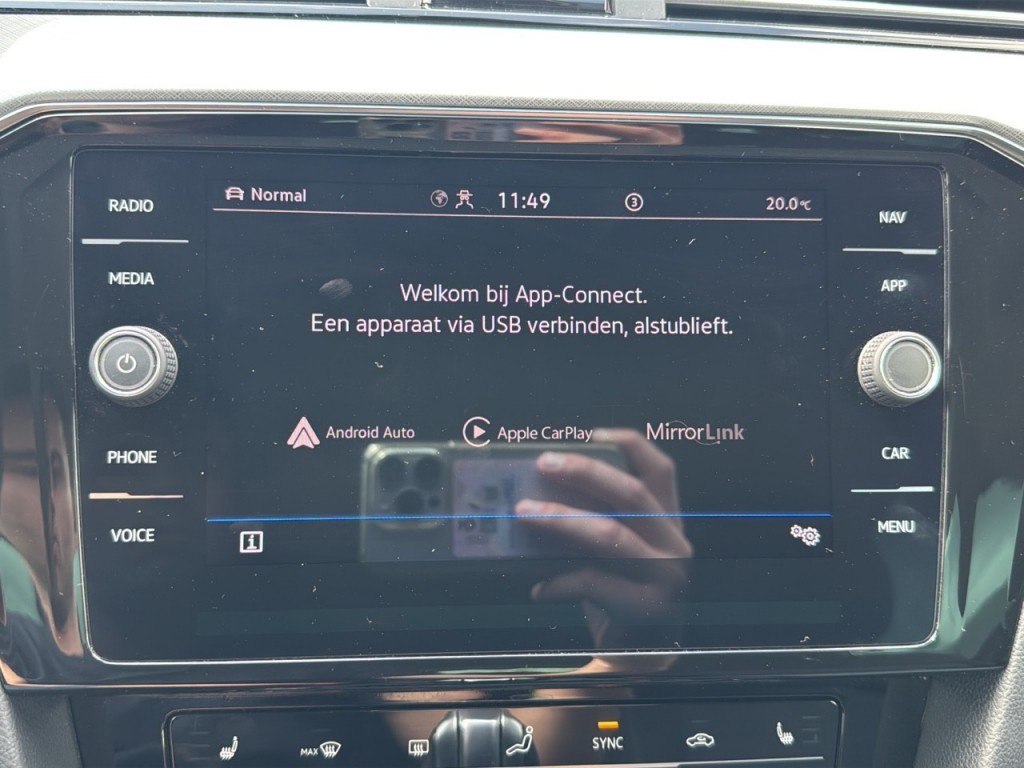 RADIO
MEDIA
PHONE
VOICE
Normal
11:49
3
20.0°C
Welkom bij App-Connect.
Een apparaat via USB verbinden, alstublieft.
Android Auto
Apple CarPlay
MirrorLink
i
NAV
APP
CAR
MENU
MAX
SYNC